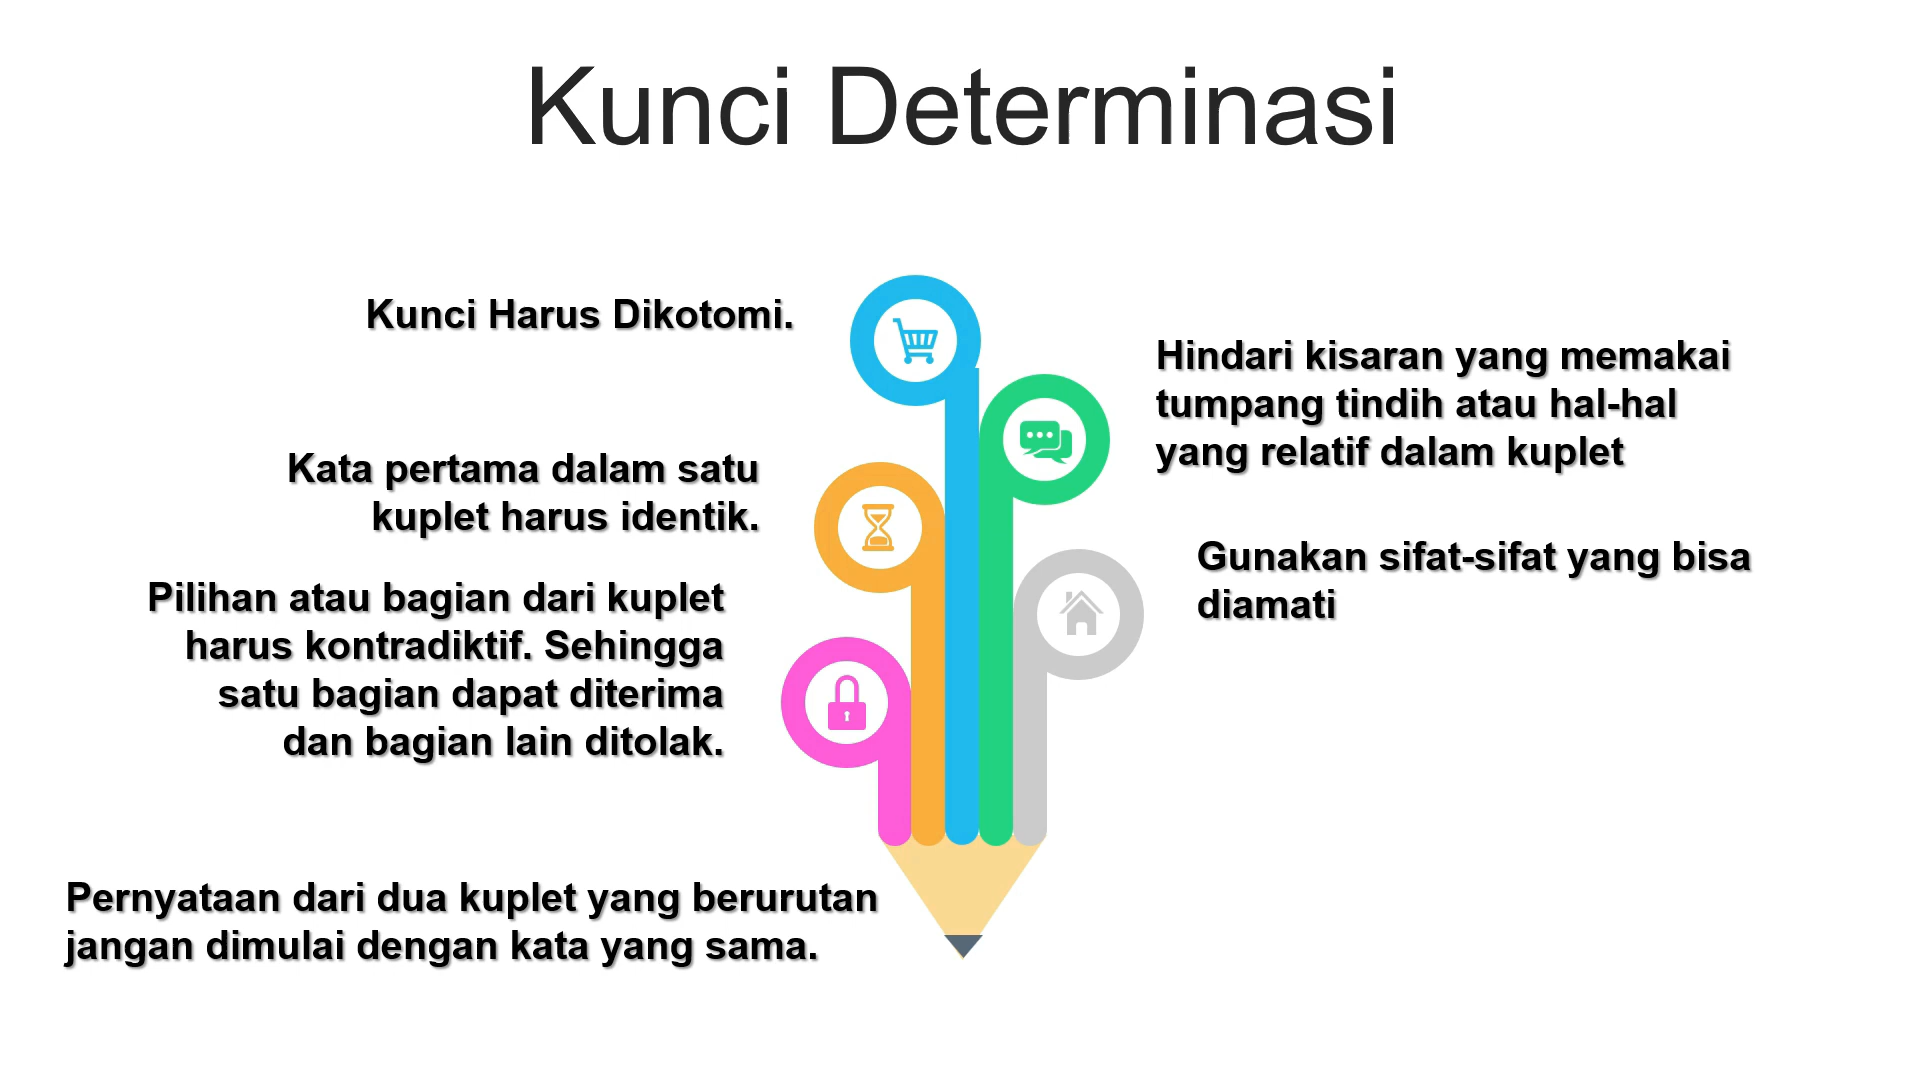 Kunci Determinasi
Kunci Harus Dikotomi.
Kata pertama dalam satu
kuplet harus identik.
Pilihan atau bagian dari kuplet
harus kontradiktif. Sehingga
satu bagian dapat diterima
dan bagian lain ditolak.
Pernyataan dari dua kuplet yang berurutan
jangan dimulai dengan kata yang sama.
Hindari kisaran yang memakai
tumpang tindih atau hal-hal
yang relatif dalam kuplet
Gunakan sifat-sifat yang bisa
diamati